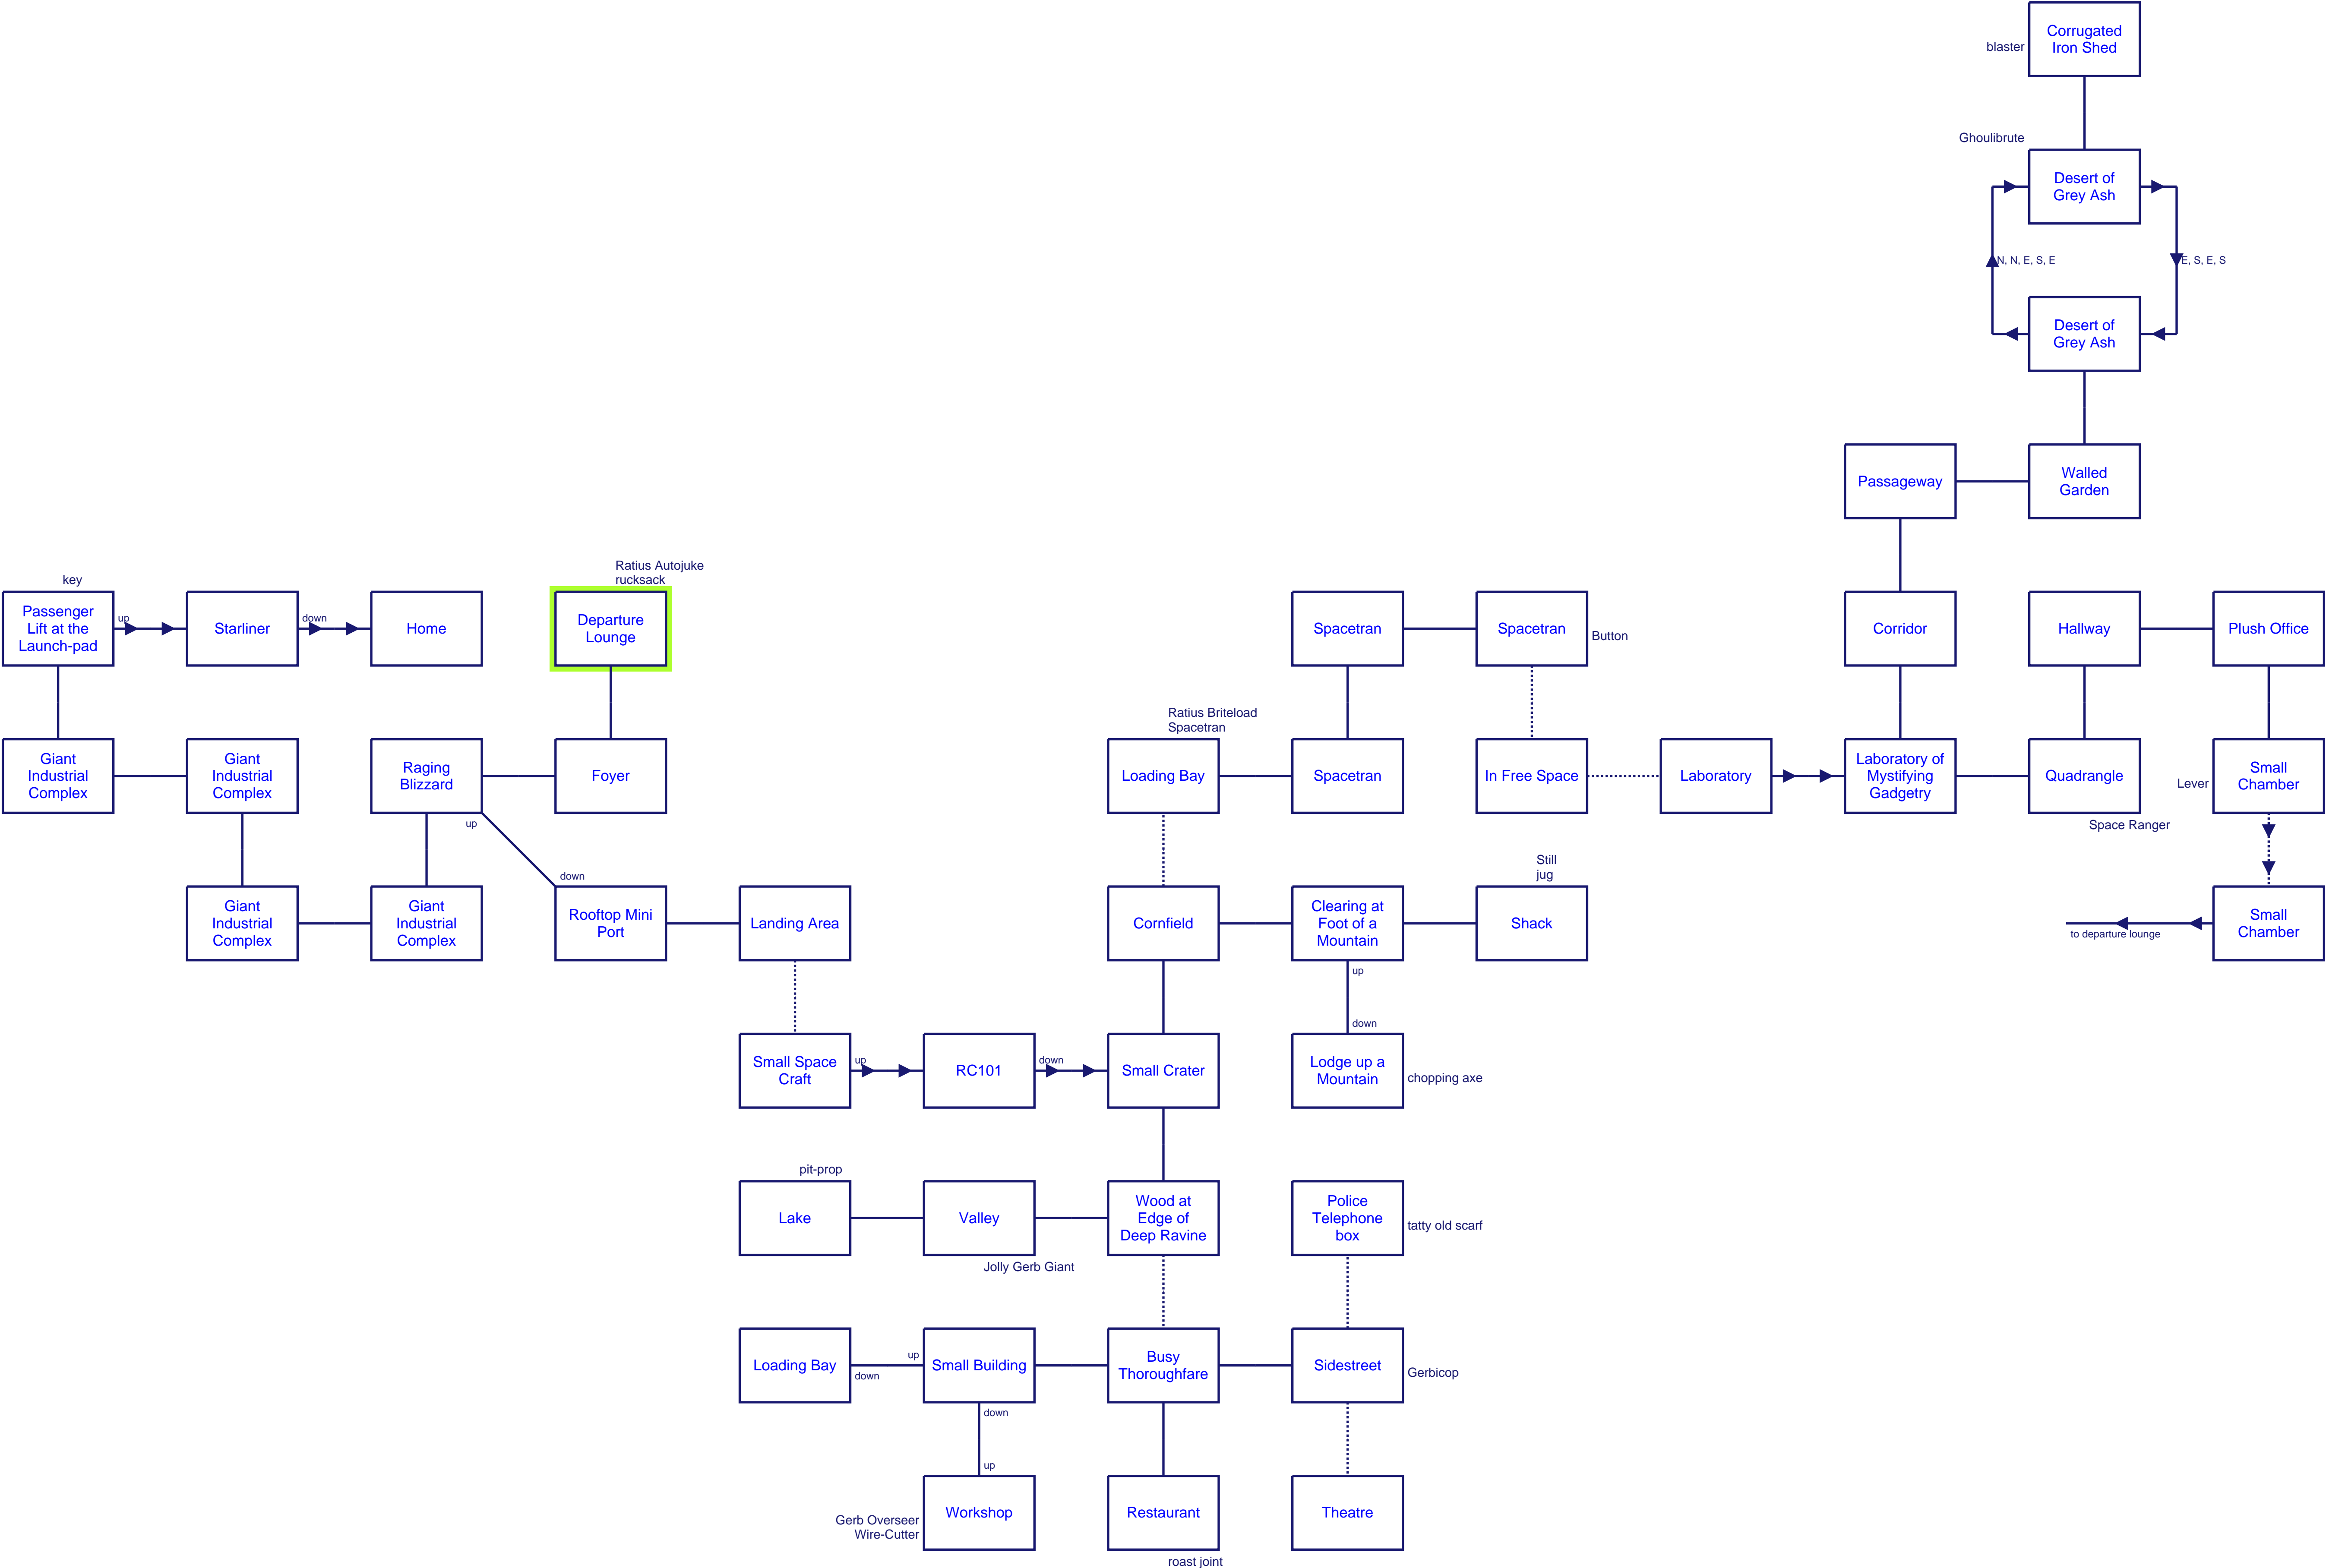 Corrugated
Iron Shed
blaster
Ghoulibrute
Desert of
Grey Ash
N, N, E, S, E
E, S, E, S
Desert of
Grey Ash
Passageway
Walled
Garden
key
Passenger
Lift at the
Launch-pad
up
Starliner
down
Home
Ratius Autojuke
rucksack
Departure
Lounge
Spacetran
Spacetran
Button
Corridor
Hallway
Plush Office
Giant
Industrial
Complex
Giant
Industrial
Complex
Raging
Blizzard
up
Foyer
Ratius Briteload
Spacetran
Loading Bay
Spacetran
In Free Space
Laboratory
Laboratory of
Mystifying
Gadgetry
Quadrangle
Space Ranger
Lever
Small
Chamber
Giant
Industrial
Complex
Giant
Industrial
Complex
down
Rooftop Mini
Port
Landing Area
Cornfield
Clearing at
Foot of a
Mountain
up
Still
jug
Shack
to departure lounge
Small
Chamber
Small Space
Craft
up
RC101
down
Small Crater
down
Lodge up a
Mountain
chopping axe
pit-prop
Lake
Valley
Jolly Gerb Giant
Wood at
Edge of
Deep Ravine
Police
Telephone
box
tatty old scarf
Loading Bay
down
up
Small Building
down
Busy
Thoroughfare
Sidestreet
Gerbicop
up
Workshop
Gerb Overseer
Wire-Cutter
Restaurant
roast joint
Theatre